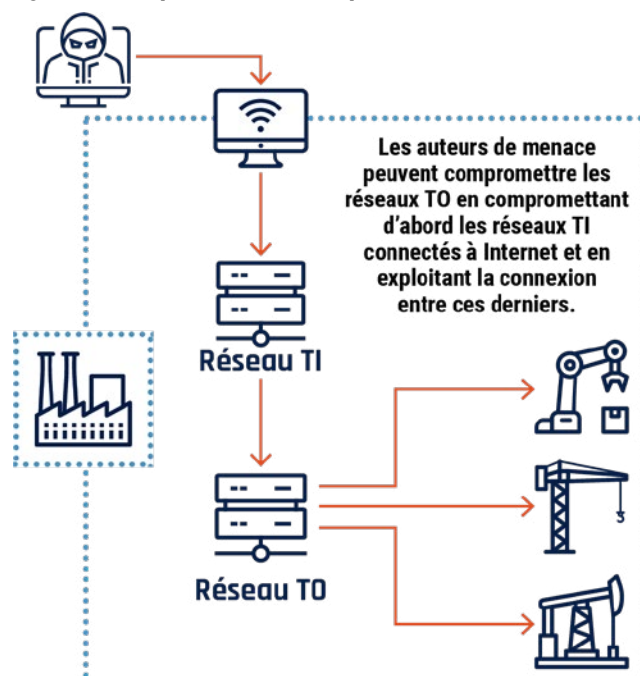 Les auteurs de menace
peuvent compromettre les
réseaux TO en compromettant
d'abord les réseaux TI
connectés à Internet et en
exploitant la connexion
entre ces derniers.
Réseau TI
Réseau TO